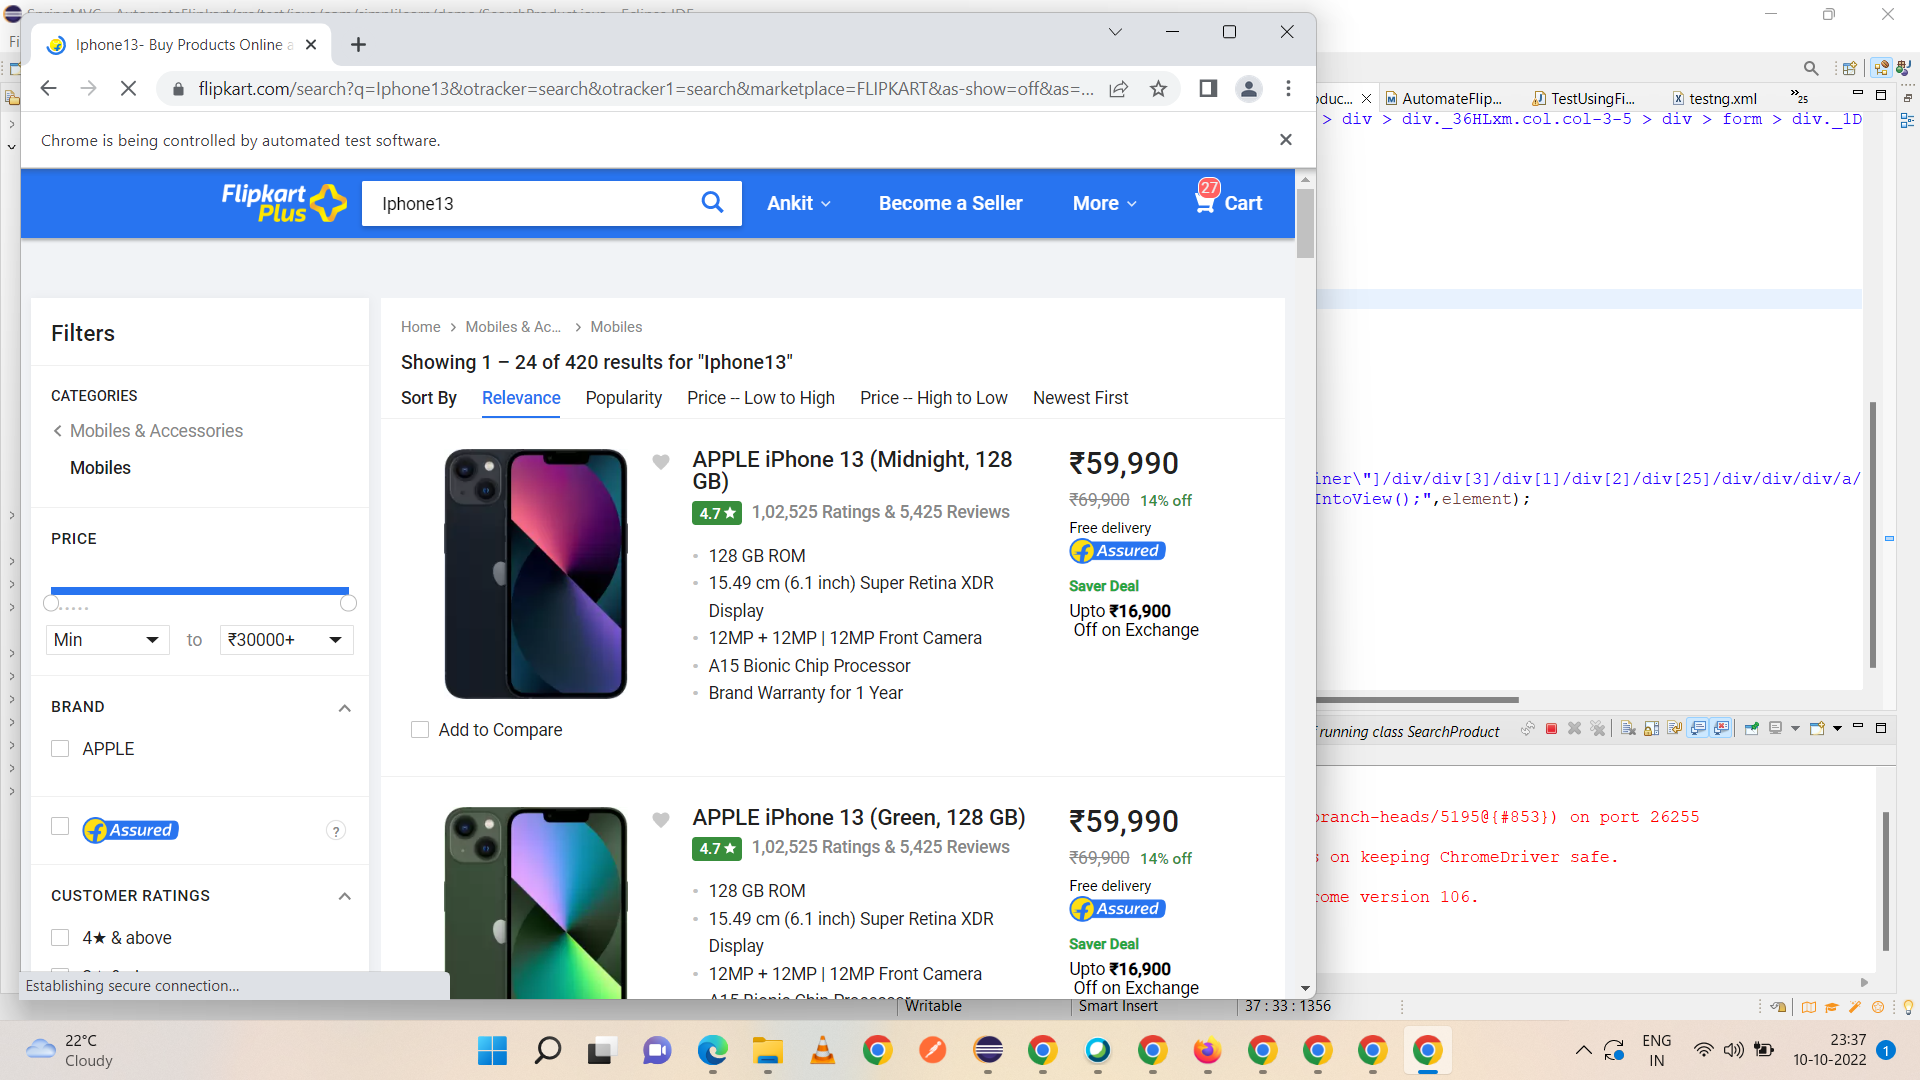 Iphone13- Buy Products Online a
flipkart.com/search?q=Iphone13&otracker=search&otracker1=search&marketplace=FLIPKART&as-show=off&as=...
Chrome is being controlled by automated test software.
Flipkart
Plus
Iphone13
Ankit
Become a Seller
More
27
Cart
Filters
CATEGORIES
Mobiles & Accessories
Mobiles
PRICE
Min
to
₹30000+
BRAND
APPLE
Assured
?
CUSTOMER RATINGS
4★ & above
Establishing secure connection...
Home > Mobiles & Ac... > Mobiles
Showing 1 – 24 of 420 results for "Iphone13"
Sort By Relevance Popularity Price -- Low to High Price -- High to Low Newest First
APPLE iPhone 13 (Midnight, 128
GB)
4.7★ 1,02,525 Ratings & 5,425 Reviews
128 GB ROM
15.49 cm (6.1 inch) Super Retina XDR
Display
12MP + 12MP | 12MP Front Camera
A15 Bionic Chip Processor
Brand Warranty for 1 Year
₹59,990
₹69,900 14% off
Free delivery
Assured
Saver Deal
Upto ₹16,900
Off on Exchange
Add to Compare
APPLE iPhone 13 (Green, 128 GB)
4.7★ 1,02,525 Ratings & 5,425 Reviews
128 GB ROM
15.49 cm (6.1 inch) Super Retina XDR
Display
12MP + 12MP | 12MP Front Camera
A15 Bionic Chip Processor
₹59,990
₹69,900 14% off
Free delivery
Assured
Saver Deal
Upto ₹16,900
Off on Exchange
oduc... AutomateFlip... TestUsingFi... testng.xml »25
> div > div._36HLxm.col.col-3-5 > div > form > div._1D
iner\"]/div/div[3]/div[1]/div[2]/div[25]/div/div/div/a/
IntoView();",element);
running class SearchProduct
branch-heads/5195@{#853}) on port 26255
s on keeping ChromeDriver safe.
rome version 106.
Writable
Smart Insert
37 : 33 : 1356
22°C
Cloudy
ENG
IN
23:37
10-10-2022
1